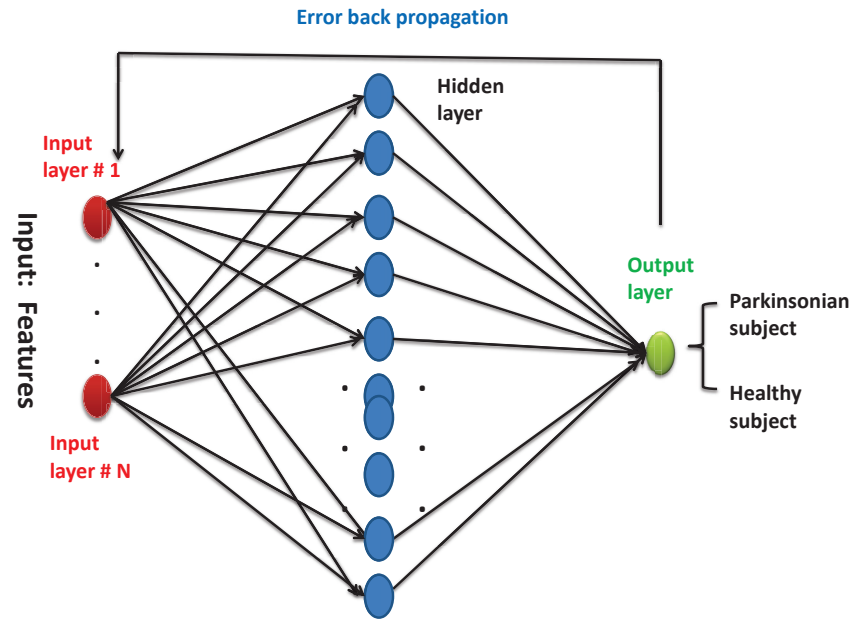 Error back propagation
Hidden
layer
Input
layer # 1
Input: Features
Output
layer
Parkinsonian
subject
Healthy
subject
Input
layer # N